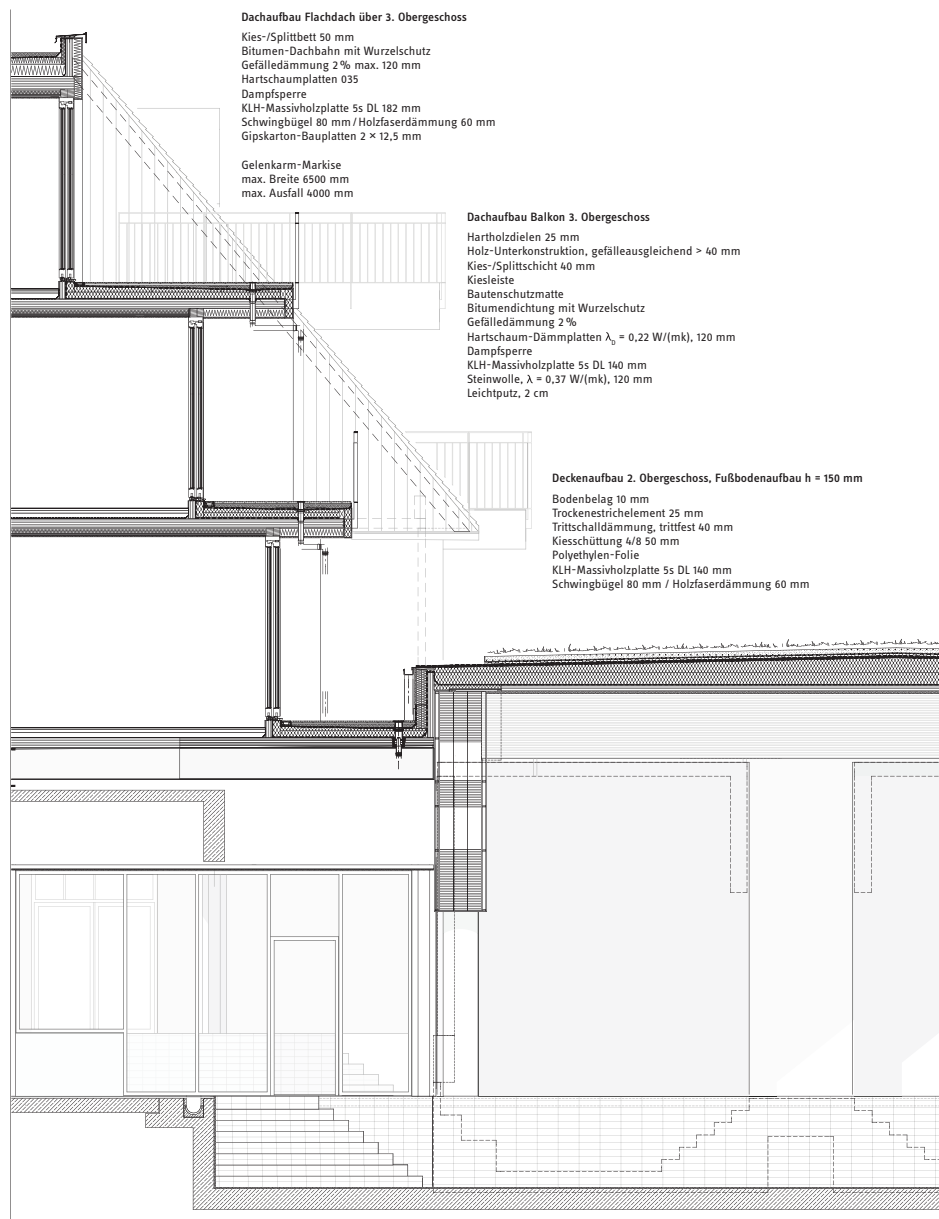 Dachaufbau Flachdach über 3. Obergeschoss
Kies-/Splittbett 50 mm
Bitumen-Dachbahn mit Wurzelschutz
Gefälledämmung 2 % max. 120 mm
Hartschaumplatten 035
Dampfsperre
KLH-Massivholzplatte 5s DL 182 mm
Schwingbügel 80 mm / Holzfaserdämmung 60 mm
Gipskarton-Bauplatten 2 × 12,5 mm
Gelenkarm-Markise
max. Breite 6500 mm
max. Ausfall 4000 mm
Dachaufbau Balkon 3. Obergeschoss
Hartholzdielen 25 mm
Holz-Unterkonstruktion, gefälleausgleichend > 40 mm
Kies-/Splittschicht 40 mm
Kiesleiste
Bautenschutzmatte
Bitumendichtung mit Wurzelschutz
Gefälledämmung 2 %
Hartschaum-Dämmplatten λD = 0,22 W/(mk), 120 mm
Dampfsperre
KLH-Massivholzplatte 5s DL 140 mm
Steinwolle, λ = 0,37 W/(mk), 120 mm
Leichtputz, 2 cm
Deckenaufbau 2. Obergeschoss, Fußbodenaufbau h = 150 mm
Bodenbelag 10 mm
Trockenestrichelement 25 mm
Trittschalldämmung, trittfest 40 mm
Kiesschüttung 4/8 50 mm
Polyethylen-Folie
KLH-Massivholzplatte 5s DL 140 mm
Schwingbügel 80 mm / Holzfaserdämmung 60 mm